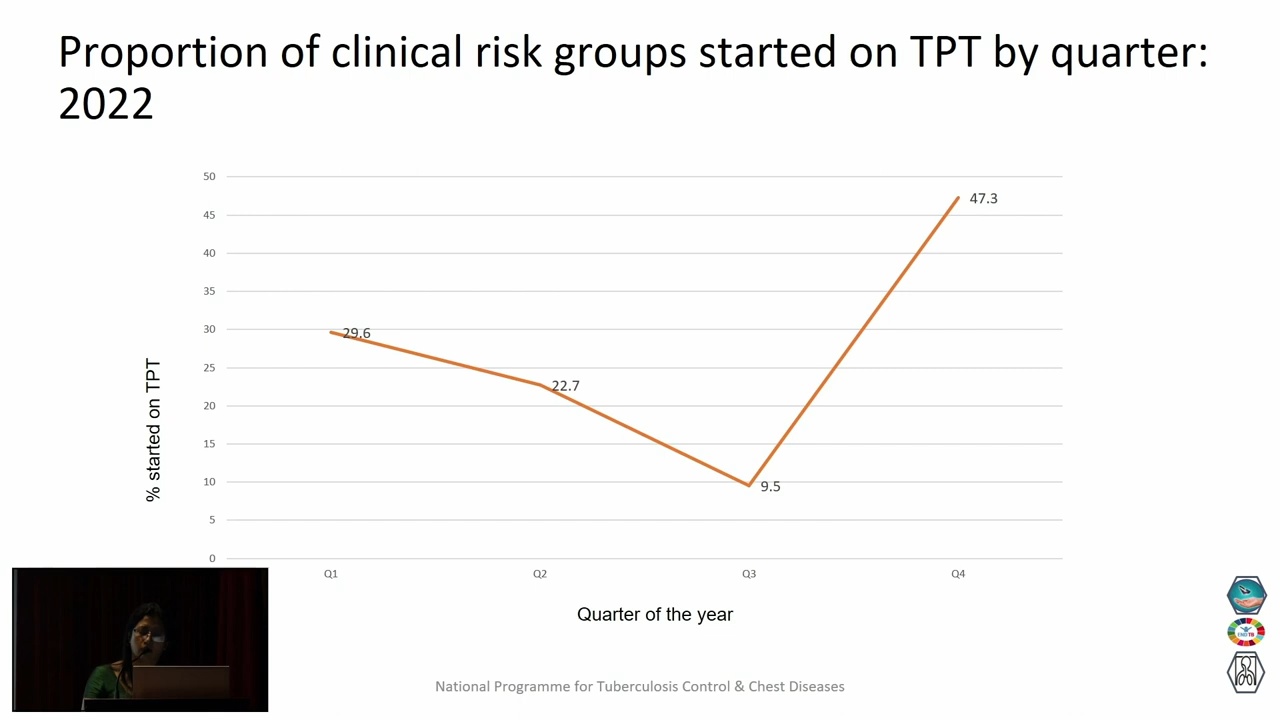 Proportion of clinical risk groups started on TPT by quarter:
2022
50
45
40
35
30
25
20
15
10
5
0
% started on TPT
29.6
22.7
9.5
47.3
Q1
Q2
Q3
Q4
Quarter of the year
National Programme for Tuberculosis Control & Chest Diseases
END TB